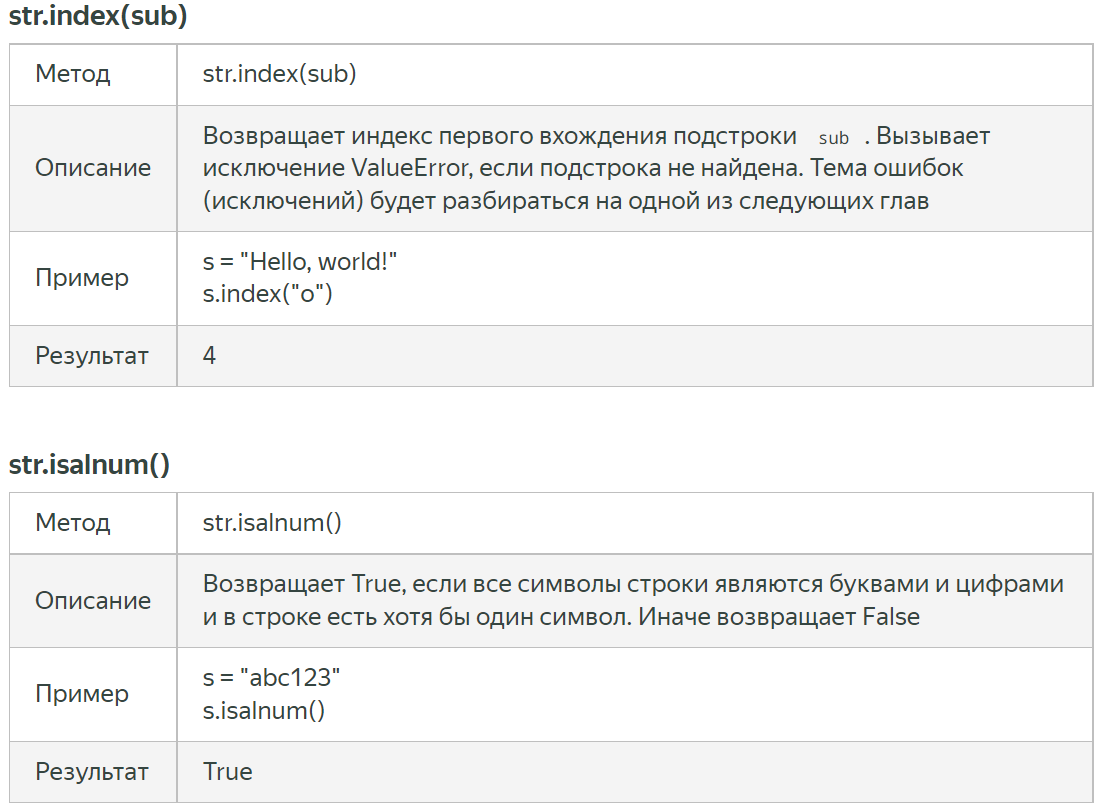 str.index(sub)
Метод
str.index(sub)
Описание
Возвращает индекс первого вхождения подстроки sub . Вызывает
исключение ValueError, если подстрока не найдена. Тема ошибок
(исключений) будет разбираться на одной из следующих глав
Пример
s = "Hello, world!"
s.index("o")
Результат
4
str.isalnum()
Метод
str.isalnum()
Описание
Возвращает True, если все символы строки являются буквами и цифрами
и в строке есть хотя бы один символ. Иначе возвращает False
Пример
s = "abc123"
s.isalnum()
Результат
True